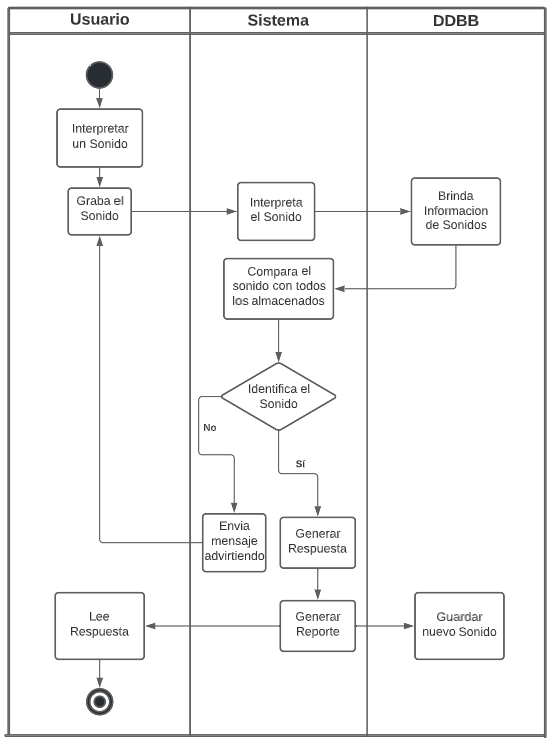 Usuario
Sistema
DDBB
Interpretar
un Sonido
Graba el
Sonido
Interpreta
el Sonido
Brinda
Informacion
de Sonidos
Compara el
sonido con todos
los almacenados
Identifica el
Sonido
No
Sí
Envia
mensaje
advirtiendo
Generar
Respuesta
Lee
Respuesta
Generar
Reporte
Guardar
nuevo Sonido